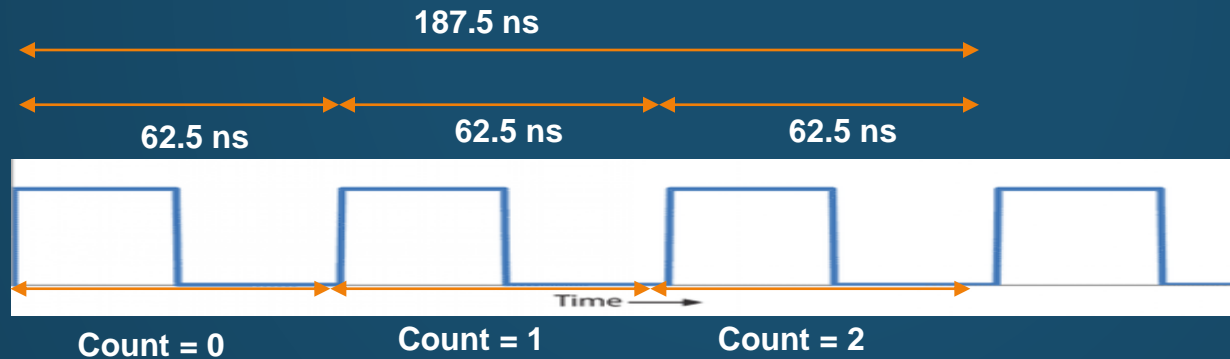 187.5 ns
62.5 ns 62.5 ns 62.5 ns
Time
Count = 0 Count = 1 Count = 2